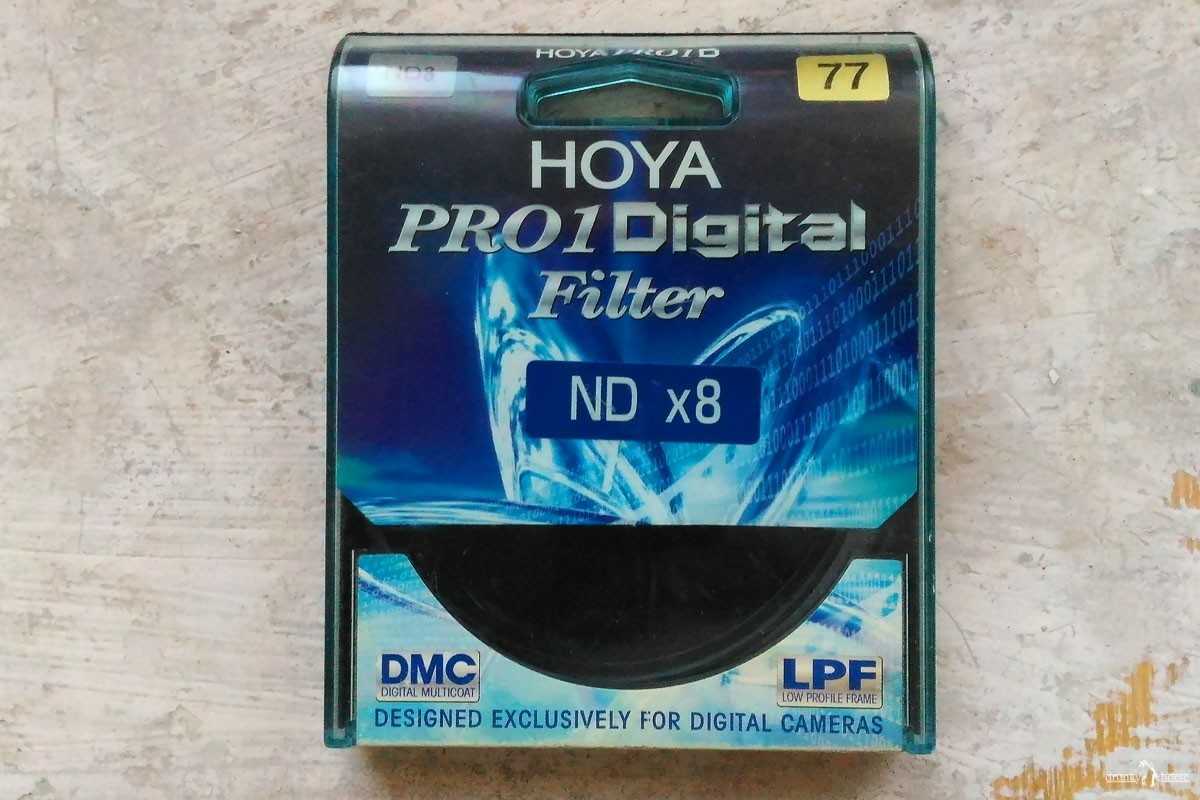 HOYA PRO1D
ND8
77
HOYA
PRO1 Digital
Filter
ND x8
DMC
DIGITAL MULTICOAT
LPF
LOW PROFILE FRAME
DESIGNED EXCLUSIVELY FOR DIGITAL CAMERAS